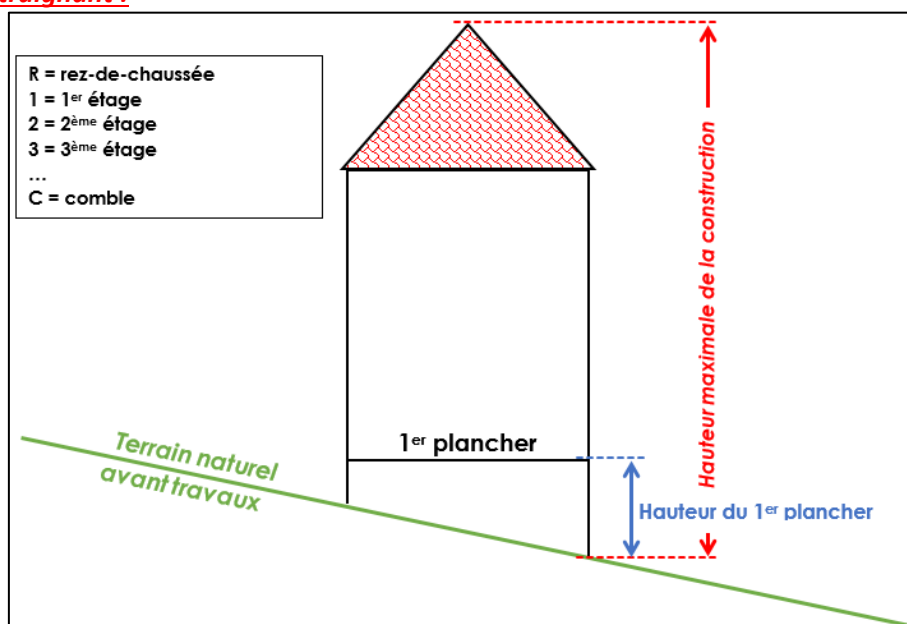 R = rez-de-chaussée
1 = 1er étage
2 = 2ème étage
3 = 3ème étage
...
C = comble
Hauteur maximale de la construction
1er plancher
Terrain naturel
avant travaux
Hauteur du 1er plancher